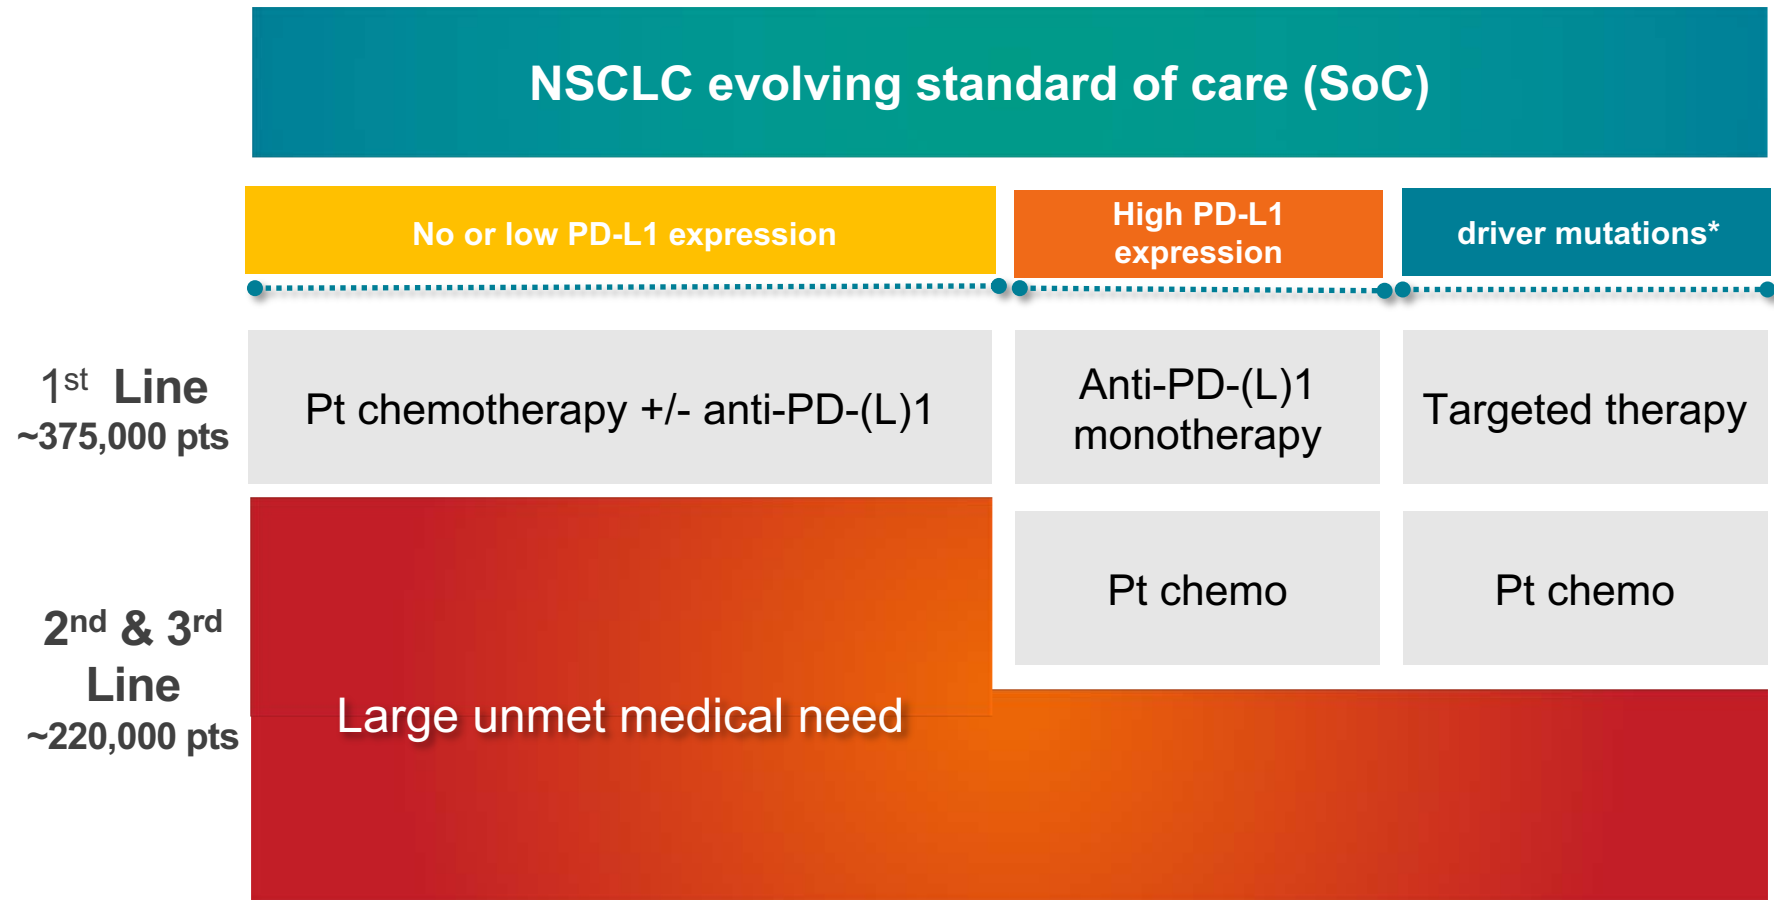 NSCLC evolving standard of care (SoC)
No or low PD-L1 expression
High PD-L1
expression
driver mutations*
1st Line
~375,000 pts
Pt chemotherapy +/- anti-PD-(L)1
Anti-PD-(L)1
monotherapy
Targeted therapy
2nd & 3rd
Line
~220,000 pts
Large unmet medical need
Pt chemo
Pt chemo